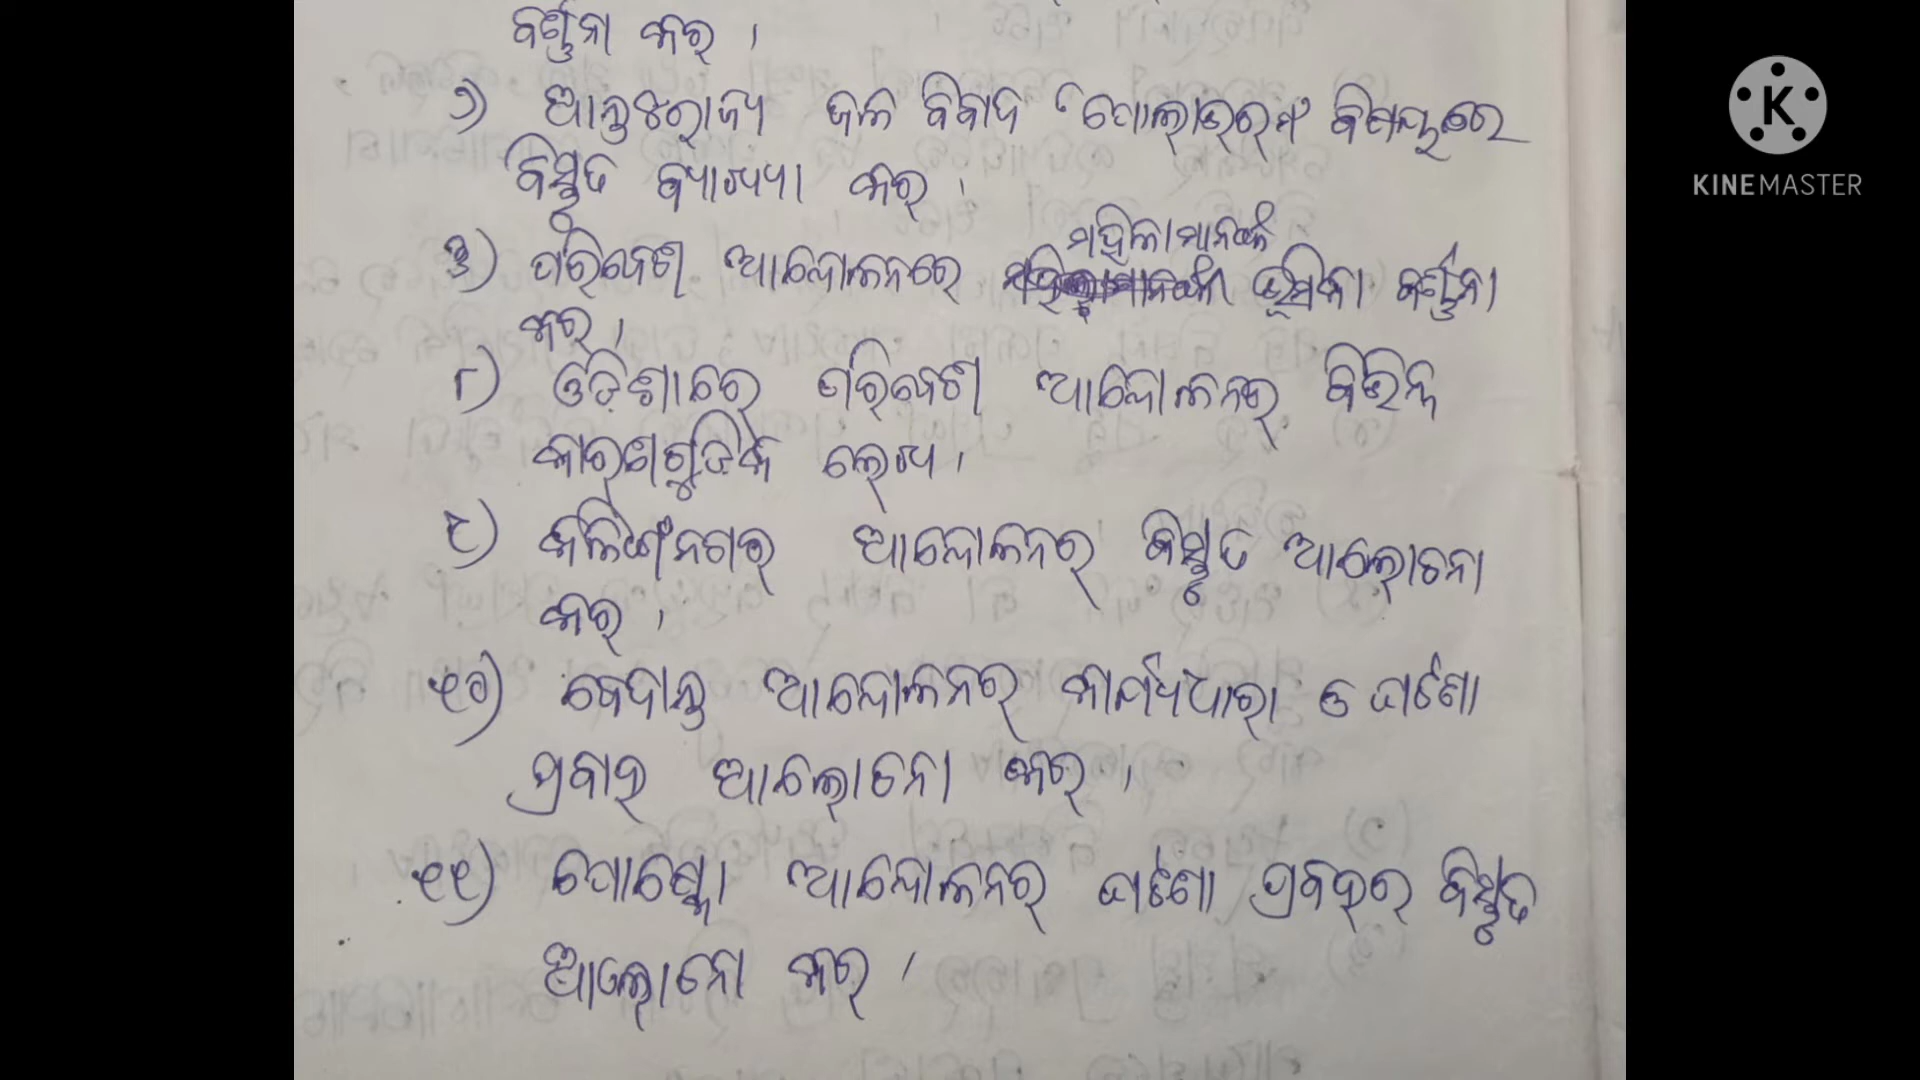 ବର୍ଣ୍ଣନା କର ।
୬) ଆନ୍ତଃରାଜ୍ୟ ଜଳ ବିବାଦ 'ପୋଲାଭରମ' ବିଷୟରେ
ବିସ୍ତୃତ ବ୍ୟାଖ୍ୟା କର ।
ମହିଳାମାନଙ୍କ
୭) ପରିବେଶ ଆନ୍ଦୋଳନରେ ଭୂମିକା ବର୍ଣ୍ଣନା
କର ।
୮) ଓଡ଼ିଶାରେ ପରିବେଶ ଆନ୍ଦୋଳନର ବିଭିନ୍ନ
କାରଣଗୁଡ଼ିକ ଲେଖ ।
୯) କଳିଙ୍ଗନଗର ଆନ୍ଦୋଳନର ବିସ୍ତୃତ ଆଲୋଚନା
କର ।
୧୦) ବେଦାନ୍ତ ଆନ୍ଦୋଳନର କାର୍ଯ୍ୟଧାରା ଓ ଘଟଣା
ପ୍ରବାହ ଆଲୋଚନା କର ।
୧୧) ପୋଷ୍କୋ ଆନ୍ଦୋଳନର ଘଟଣା ପ୍ରବାହର ବିସ୍ତୃତ
ଆଲୋଚନା କର ।
K
KINEMASTER